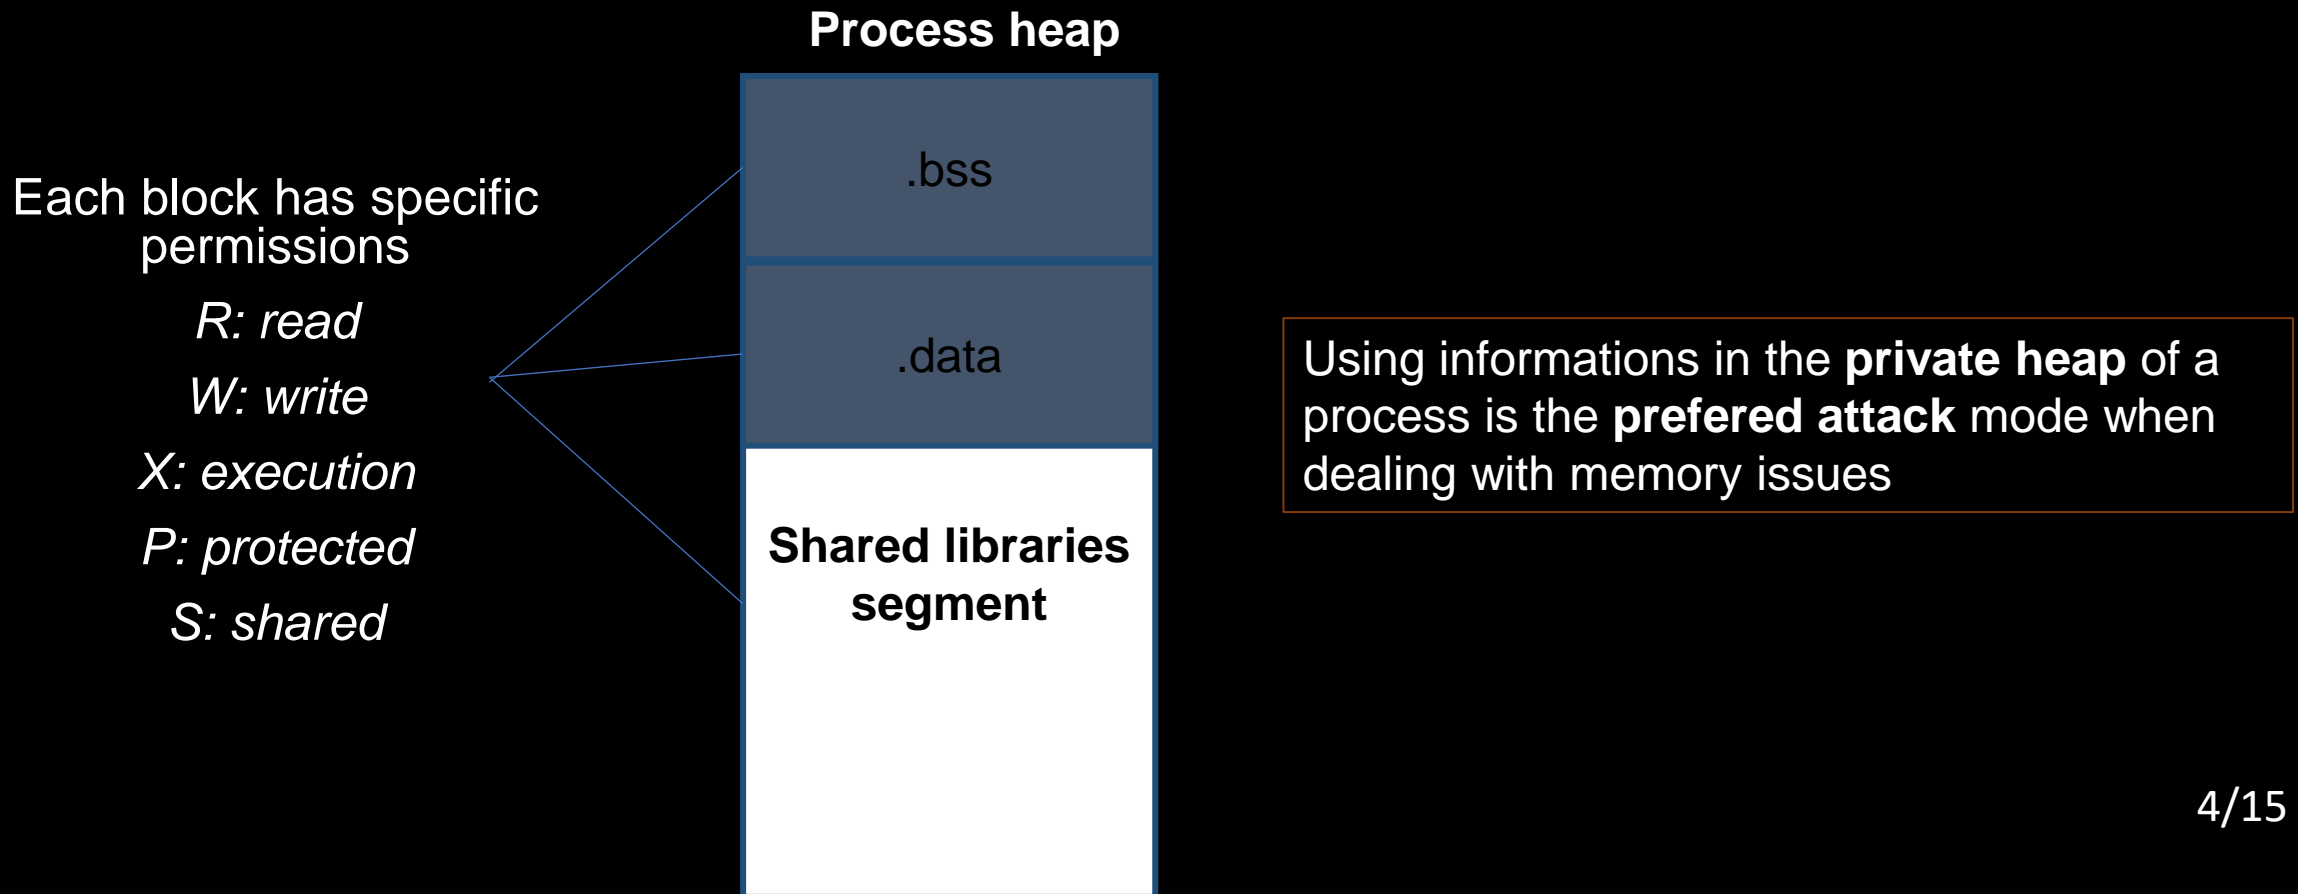 Process heap
Each block has specific
permissions
R: read
W: write
X: execution
P: protected
S: shared
.bss
.data
Shared libraries
segment
Using informations in the private heap of a
process is the prefered attack mode when
dealing with memory issues
4/15